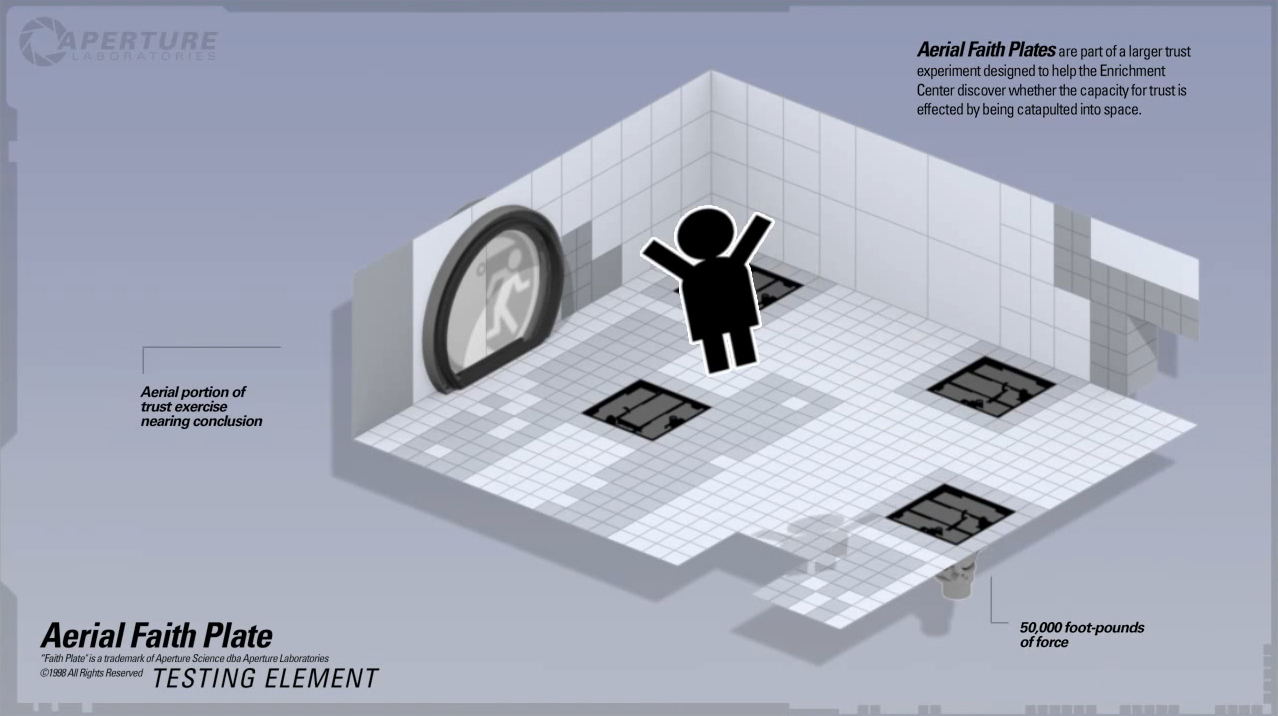 APERTURE
LABORATORIES
Aerial Faith Plates are part of a larger trust
experiment designed to help the Enrichment
Center discover whether the capacity for trust is
effected by being catapulted into space.
Aerial portion of
trust exercise
nearing conclusion
50,000 foot-pounds
of force
Aerial Faith Plate
"Faith Plate" is a trademark of Aperture Science dba Aperture Laboratories
©1998 All Rights Reserved
TESTING ELEMENT